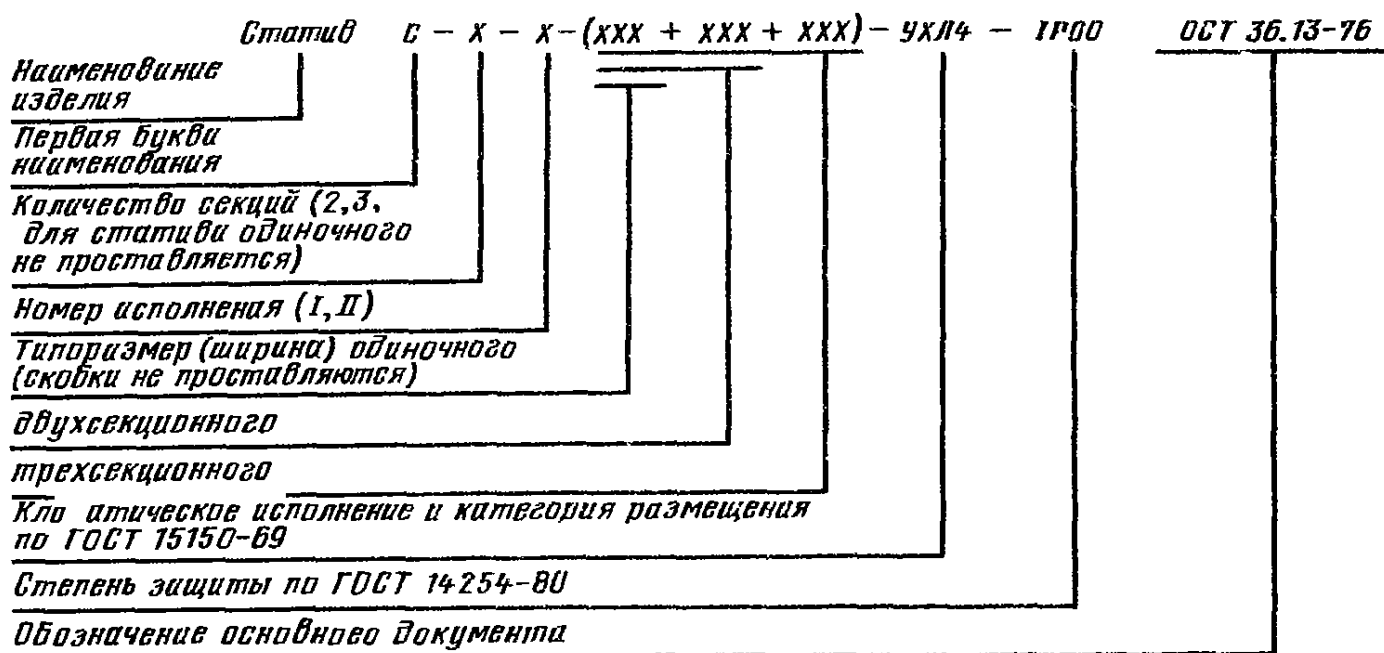 Статив С - Х - Х - (ХХХ + ХХХ + ХХХ) - УХЛ4 - IP00 ОСТ 36.13-76
Наименование
изделия
Первая буква
наименования
Количество секций (2,3,
для статива одиночного
не проставляется)
Номер исполнения (I, II)
Типоразмер (ширина) одиночного
(скобки не проставляются)
двухсекционного
трехсекционного
Кли атическое исполнение и категория размещения
по ГОСТ 15150-69
Степень защиты по ГОСТ 14254-80
Обозначение основного документа